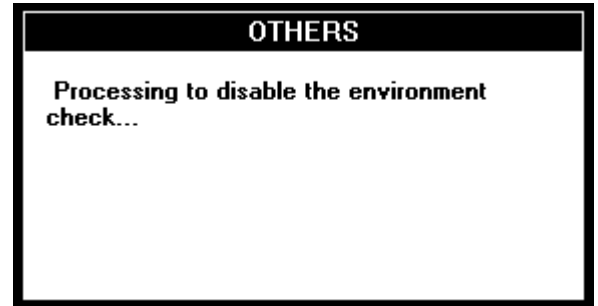 OTHERS
Processing to disable the environment
check...